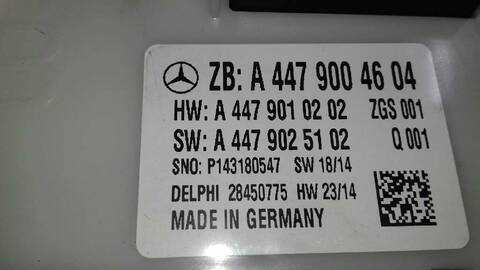 ZB: A 447 900 46 04
HW: A 447 901 02 02 ZGS 001
SW: A 447 902 51 02 Q 001
SNO: P143180547 SW 18/14
DELPHI 28450775 HW 23/14
MADE IN GERMANY